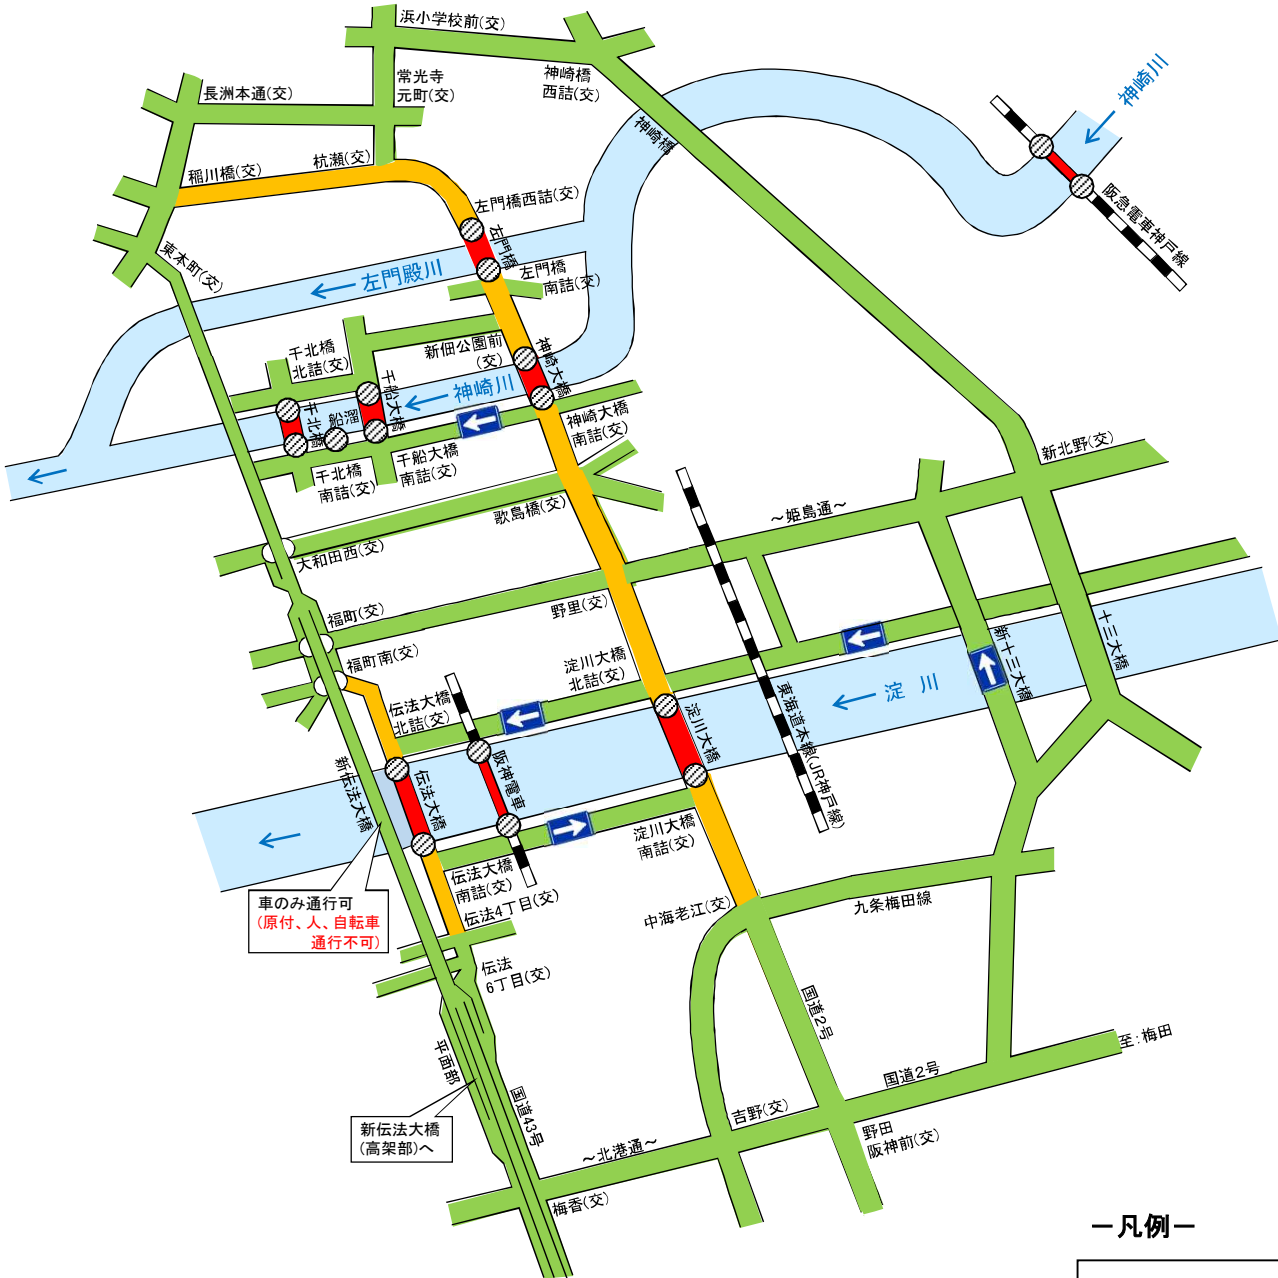 浜小学校前(交)
常光寺
元町(交)
神崎橋
西詰(交)
神崎川
長洲本通(交)
神崎橋
稲川橋(交)
杭瀬(交)
左門橋西詰(交)
阪急電車神戸線
東本町(交)
左門橋
左門殿川
左門橋
南詰(交)
千北橋
北詰(交)
新佃公園前
(交)
神崎大橋
千船大橋
神崎川
千北橋
船溜
神崎大橋
南詰(交)
千北橋
南詰(交)
千船大橋
南詰(交)
新北野(交)
歌島橋(交)
～姫島通～
大和田西(交)
福町(交)
野里(交)
十三大橋
新十三大橋
福町南(交)
淀川大橋
北詰(交)
淀 川
伝法大橋
北詰(交)
東海道本線(JR神戸線)
淀川大橋
阪神電車
新伝法大橋
伝法大橋
淀川大橋
南詰(交)
伝法大橋
南詰(交)
車のみ通行可
(原付、人、自転車
通行不可)
伝法4丁目(交)
中海老江(交)
九条梅田線
伝法
6丁目(交)
国道2号
平面部
至:梅田
国道2号
国道43号
吉野(交)
新伝法大橋
(高架部)へ
野田
阪神前(交)
～北港通～
梅香(交)
－凡例－